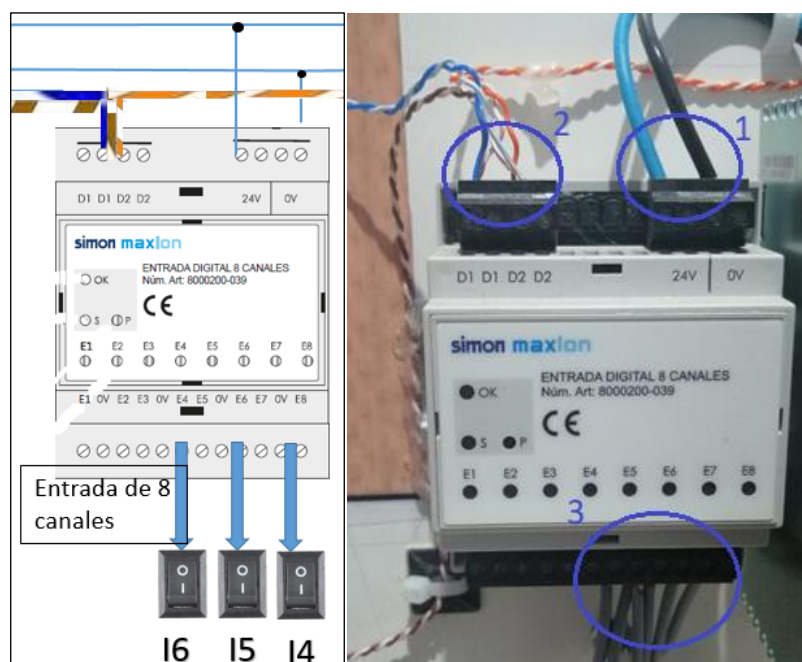 D1 D1 D2 D2 24V 0V
simon maxIon
ENTRADA DIGITAL 8 CANALES
Núm. Art: 8000200-039
OK
CE
S P
E1 E2 E3 E4 E5 E6 E7 E8
E1 0V E2 E3 0V E4 E5 0V E6 E7 0V E8
Entrada de 8
canales
I6 I5 I4
2 1
D1 D1 D2 D2 24V 0V
simon maxIon
ENTRADA DIGITAL 8 CANALES
Núm. Art: 8000200-039
OK
CE
S P
E1 E2 E3 E4 E5 E6 E7 E8
3